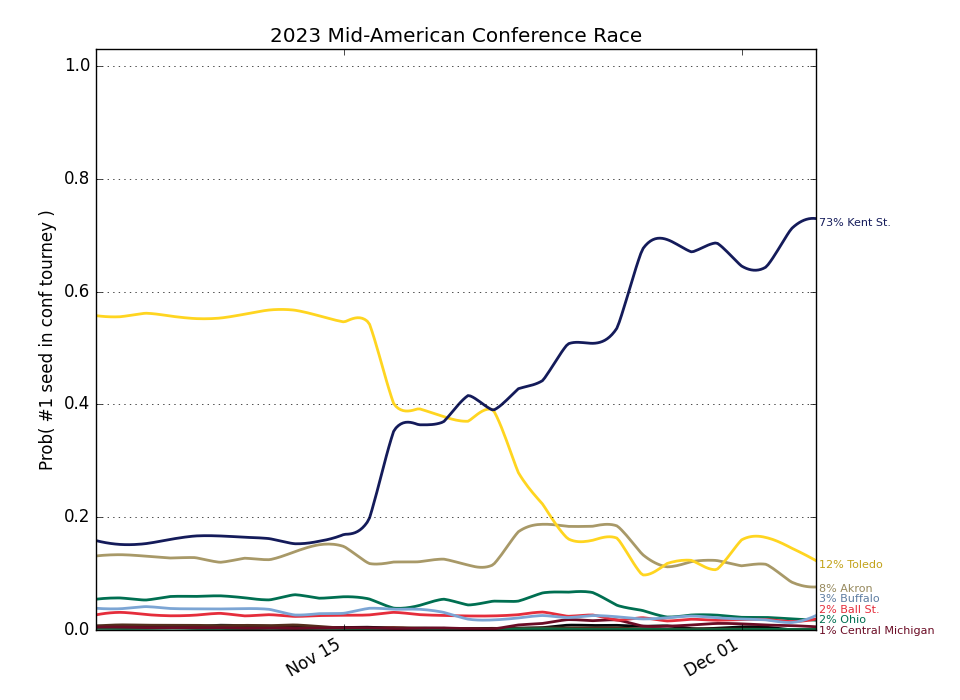 2023 Mid-American Conference Race
Prob( #1 seed in conf tourney )
1.0
0.8
0.6
0.4
0.2
0.0
Nov 15
Dec 01
73% Kent St.
12% Toledo
8% Akron
3% Buffalo
2% Ball St.
2% Ohio
1% Central Michigan